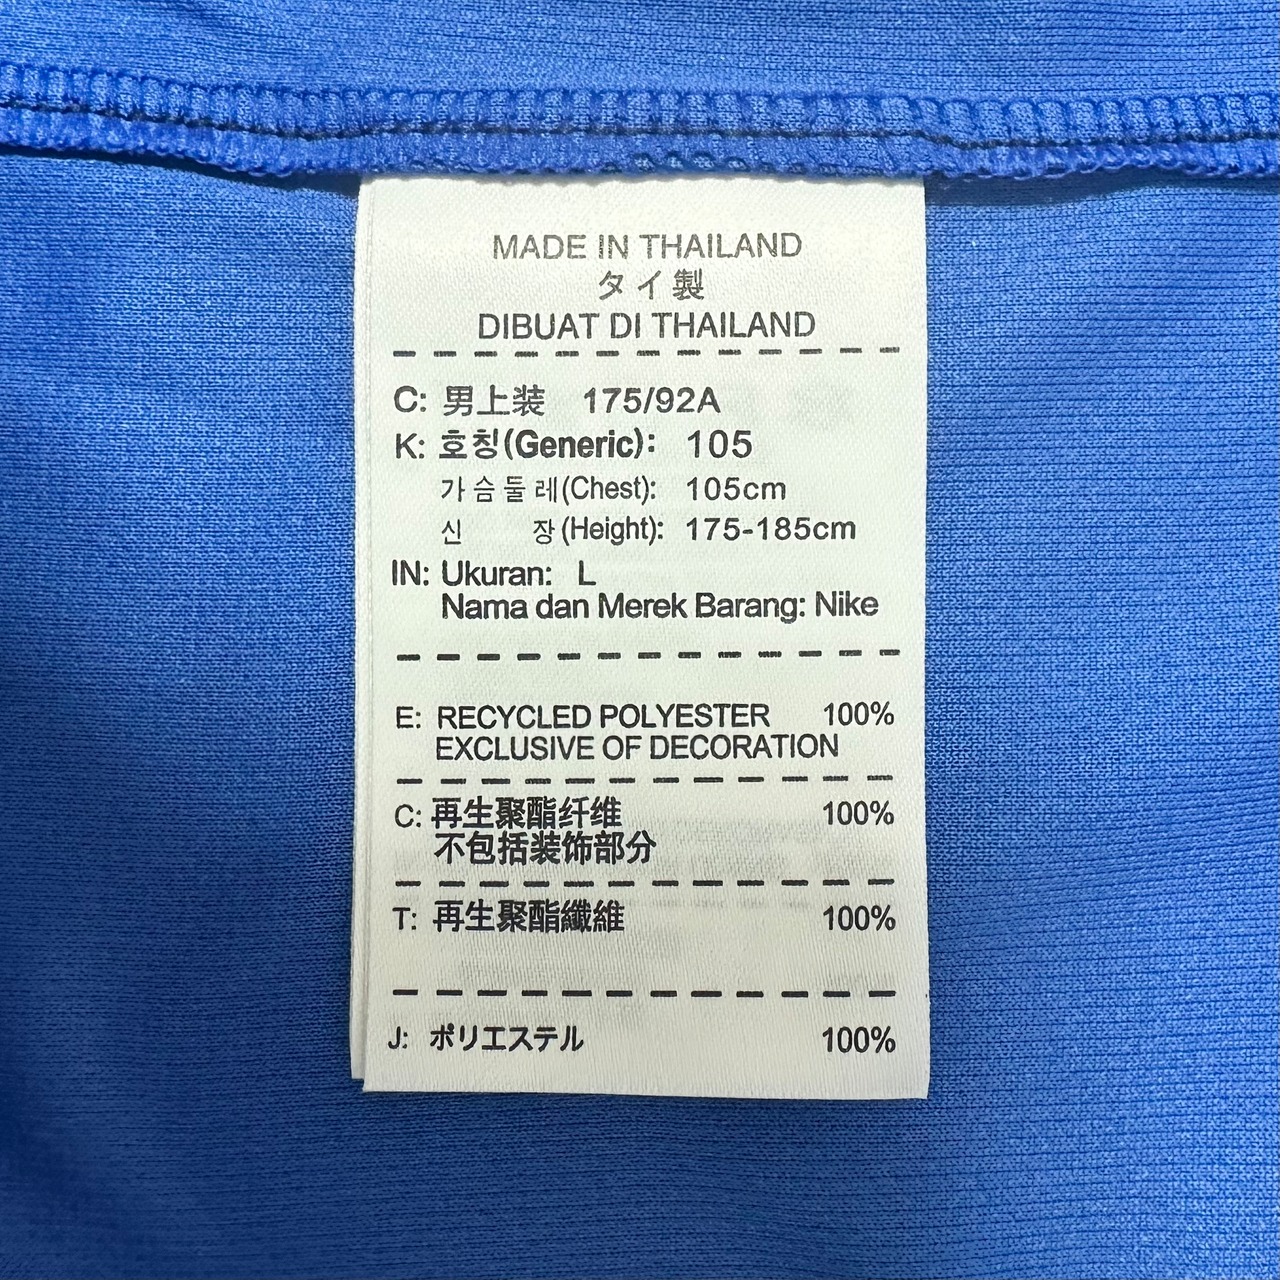 MADE IN THAILAND
タイ製
DIBUAT DI THAILAND
C: 男上装 175/92A
K: 호칭(Generic): 105
가슴둘레(Chest): 105cm
신 장(Height): 175-185cm
IN: Ukuran: L
Nama dan Merek Barang: Nike
E: RECYCLED POLYESTER 100%
EXCLUSIVE OF DECORATION
C: 再生聚酯纤维 100%
不包括装饰部分
T: 再生聚酯纖維 100%
J: ポリエステル 100%